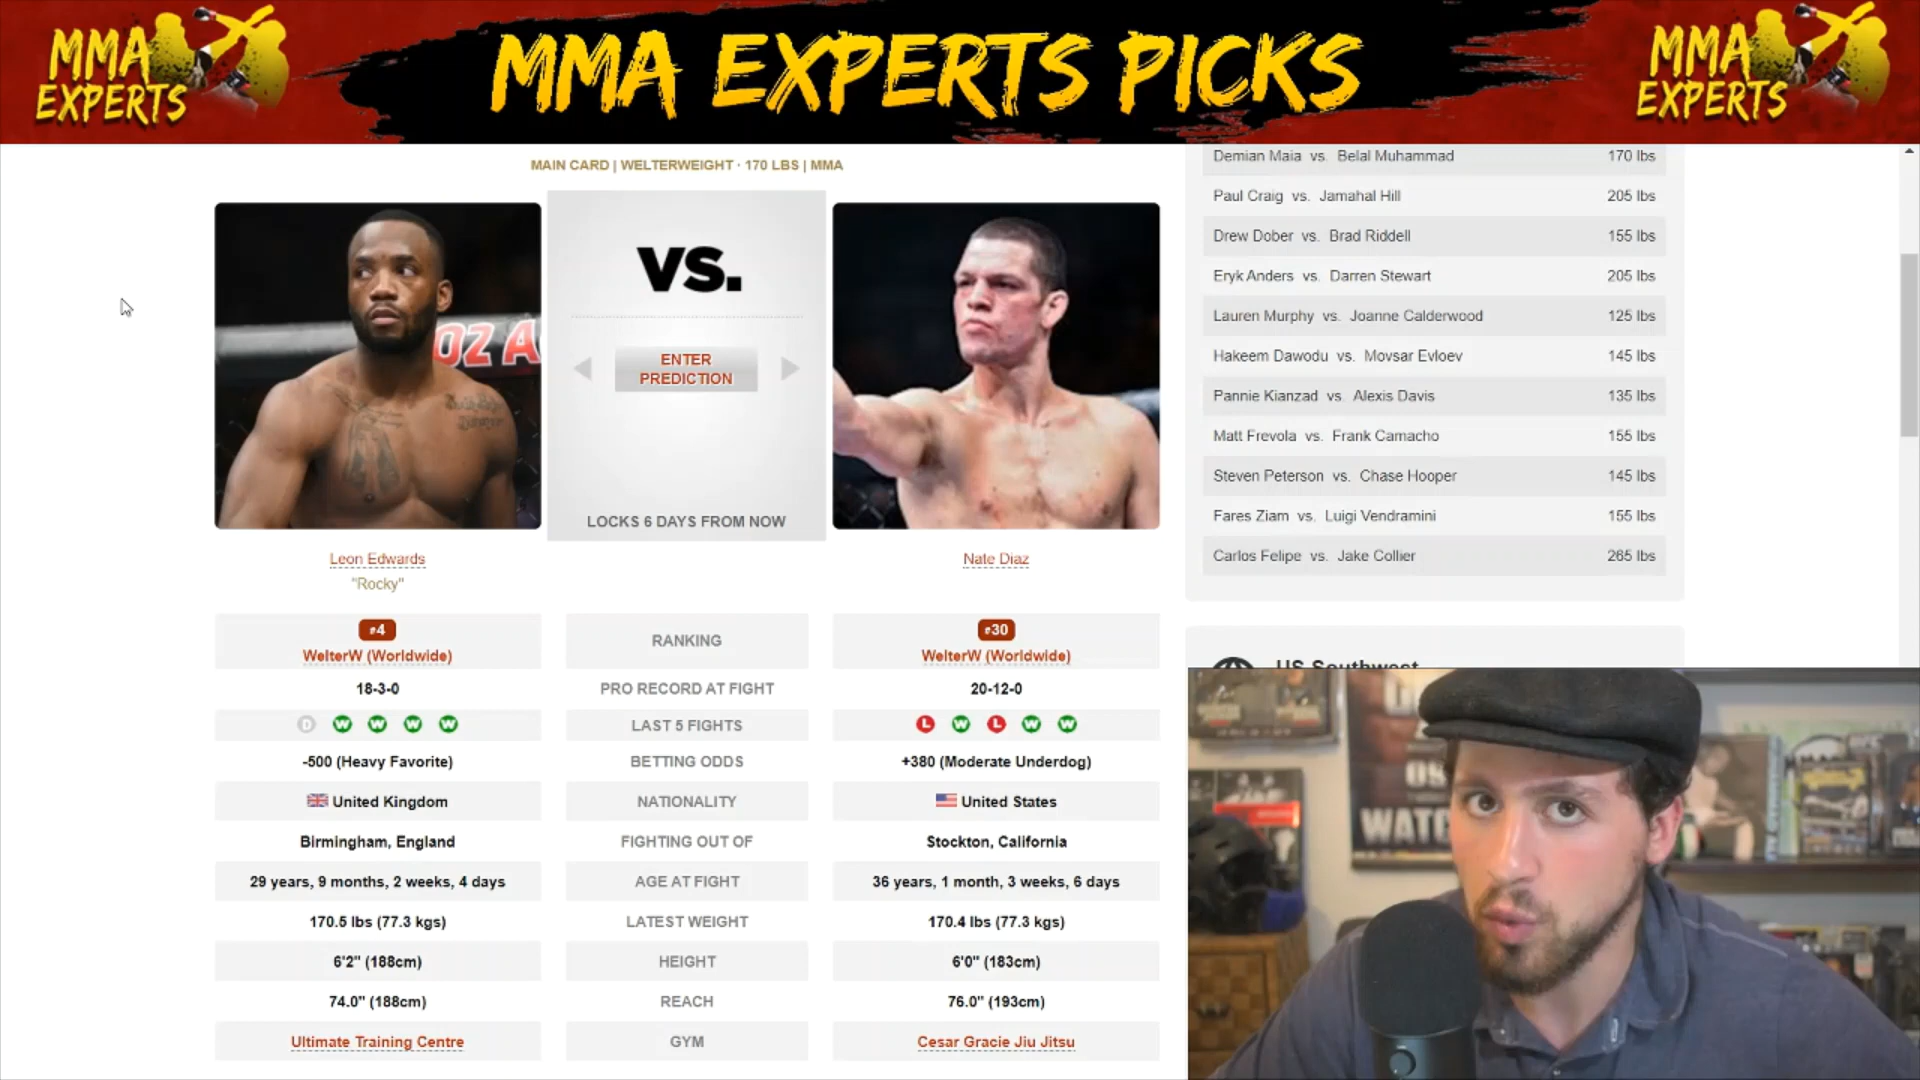 MMA EXPERTS
MMA EXPERTS PICKS
MMA EXPERTS
MAIN CARD | WELTERWEIGHT · 170 LBS | MMA
OZ A
VS.
ENTER PREDICTION
LOCKS 6 DAYS FROM NOW
Leon Edwards
"Rocky"
Nate Diaz
#4 RANKING #30
WelterW (Worldwide) WelterW (Worldwide)
18-3-0 PRO RECORD AT FIGHT 20-12-0
D W W W W LAST 5 FIGHTS L W L W W
-500 (Heavy Favorite) BETTING ODDS +380 (Moderate Underdog)
United Kingdom NATIONALITY United States
Birmingham, England FIGHTING OUT OF Stockton, California
29 years, 9 months, 2 weeks, 4 days AGE AT FIGHT 36 years, 1 month, 3 weeks, 6 days
170.5 lbs (77.3 kgs) LATEST WEIGHT 170.4 lbs (77.3 kgs)
6'2" (188cm) HEIGHT 6'0" (183cm)
74.0" (188cm) REACH 76.0" (193cm)
Ultimate Training Centre GYM Cesar Gracie Jiu Jitsu
Demian Maia vs. Belal Muhammad 170 lbs
Paul Craig vs. Jamahal Hill 205 lbs
Drew Dober vs. Brad Riddell 155 lbs
Eryk Anders vs. Darren Stewart 205 lbs
Lauren Murphy vs. Joanne Calderwood 125 lbs
Hakeem Dawodu vs. Movsar Evloev 145 lbs
Pannie Kianzad vs. Alexis Davis 135 lbs
Matt Frevola vs. Frank Camacho 155 lbs
Steven Peterson vs. Chase Hooper 145 lbs
Fares Ziam vs. Luigi Vendramini 155 lbs
Carlos Felipe vs. Jake Collier 265 lbs
US Southwest
OS
WATC